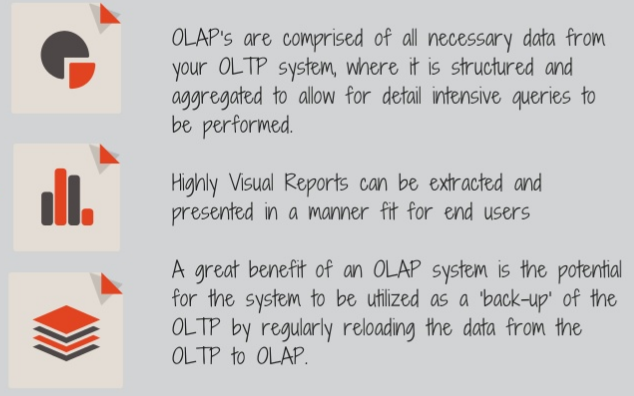 OLAP's are comprised of all necessary data from
your OLTP system, where it is structured and
aggregated to allow for detail intensive queries to
be performed.
Highly Visual Reports can be extracted and
presented in a manner fit for end users
A great benefit of an OLAP system is the potential
for the system to be utilized as a 'back-up' of the
OLTP by regularly reloading the data from the
OLTP to OLAP.